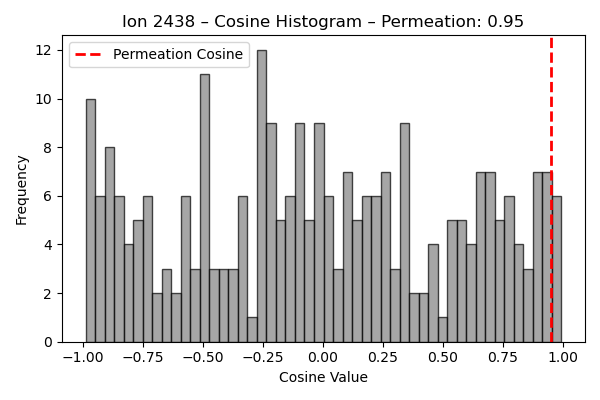 Ion 2438 – Cosine Histogram – Permeation: 0.95
Permeation Cosine
Frequency
12
10
8
6
4
2
0
−1.00 −0.75 −0.50 −0.25 0.00 0.25 0.50 0.75 1.00
Cosine Value